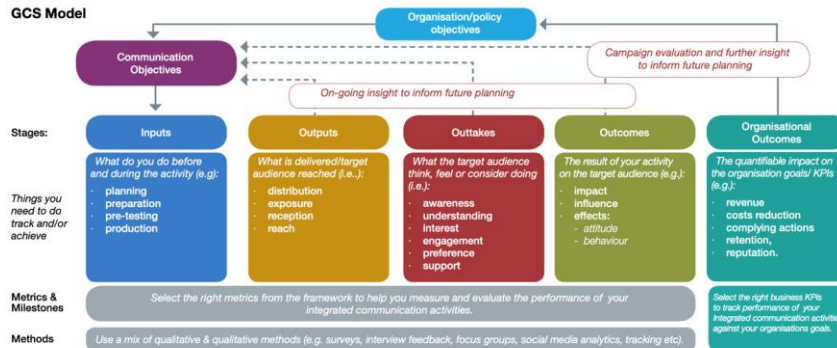 GCS Model
Organisation/policy
objectives
Communication
Objectives
Campaign evaluation and further insight
to inform future planning
On-going insight to inform future planning
Stages:
Inputs
Outputs
Outtakes
Outcomes
Organisational
Outcomes
Things you
need to do
track and/or
achieve
What do you do before
and during the activity (e.g):
· planning
· preparation
· pre-testing
· production
What is delivered/target
audience reached (i.e..):
· distribution
· exposure
· reception
· reach
What the target audience
think, feel or consider doing
(i.e.):
· awareness
· understanding
· interest
· engagement
· preference
· support
The result of your activity
on the target audience (e.g.):
· impact
· influence
· effects:
- attitude
- behaviour
The quantifiable impact on
the organisation goals/ KPIs
(e.g.):
· revenue
· costs reduction
· complying actions
· retention,
· reputation.
Metrics &
Milestones
Select the right metrics from the framework to help you measure and evaluate the performance of your
integrated communication activities.
Select the right business KPIs
to track performance of your
integrated communication activities
against your organisations goals.
Methods
Use a mix of qualitative & qualitative methods (e.g. surveys, interview feedback, focus groups, social media analytics, tracking etc).